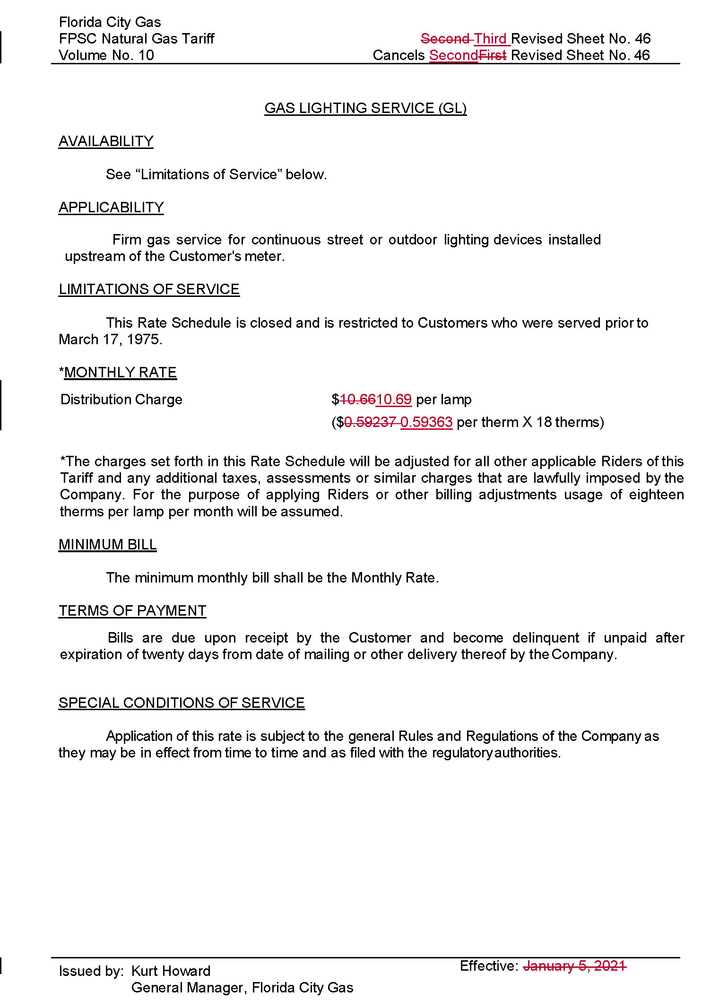 Florida City Gas
FPSC Natural Gas Tariff Second Third Revised Sheet No. 46
Volume No. 10 Cancels SecondFirst Revised Sheet No. 46
GAS LIGHTING SERVICE (GL)
AVAILABILITY
See “Limitations of Service” below.
APPLICABILITY
Firm gas service for continuous street or outdoor lighting devices installed
upstream of the Customer's meter.
LIMITATIONS OF SERVICE
This Rate Schedule is closed and is restricted to Customers who were served prior to
March 17, 1975.
*MONTHLY RATE
Distribution Charge $10.6610.69 per lamp
($0.59237 0.59363 per therm X 18 therms)
*The charges set forth in this Rate Schedule will be adjusted for all other applicable Riders of this
Tariff and any additional taxes, assessments or similar charges that are lawfully imposed by the
Company. For the purpose of applying Riders or other billing adjustments usage of eighteen
therms per lamp per month will be assumed.
MINIMUM BILL
The minimum monthly bill shall be the Monthly Rate.
TERMS OF PAYMENT
Bills are due upon receipt by the Customer and become delinquent if unpaid after
expiration of twenty days from date of mailing or other delivery thereof by the Company.
SPECIAL CONDITIONS OF SERVICE
Application of this rate is subject to the general Rules and Regulations of the Company as
they may be in effect from time to time and as filed with the regulatory authorities.
Issued by: Kurt Howard Effective: January 5, 2021
General Manager, Florida City Gas